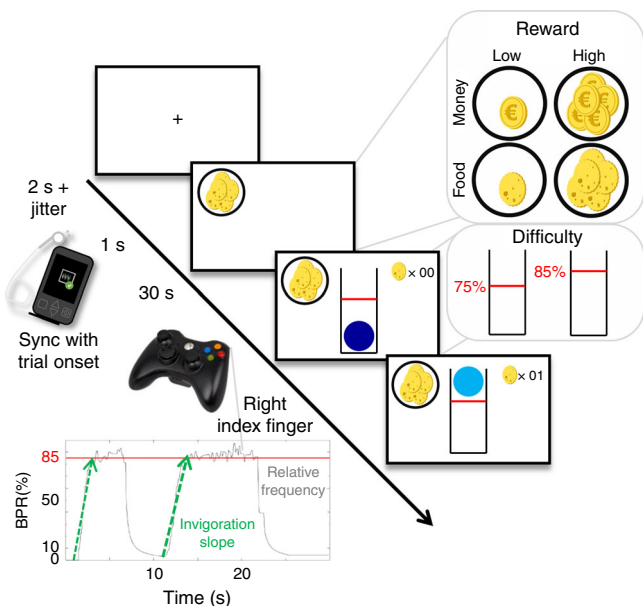 Reward
Low High
Money
€ €
Food
+
2 s +
jitter
1 s
30 s
Sync with
trial onset
× 00
Difficulty
75%
85%
× 01
Right
index finger
85
50
10
0
BPR(%)
Relative
frequency
Invigoration
slope
10 20
Time (s)